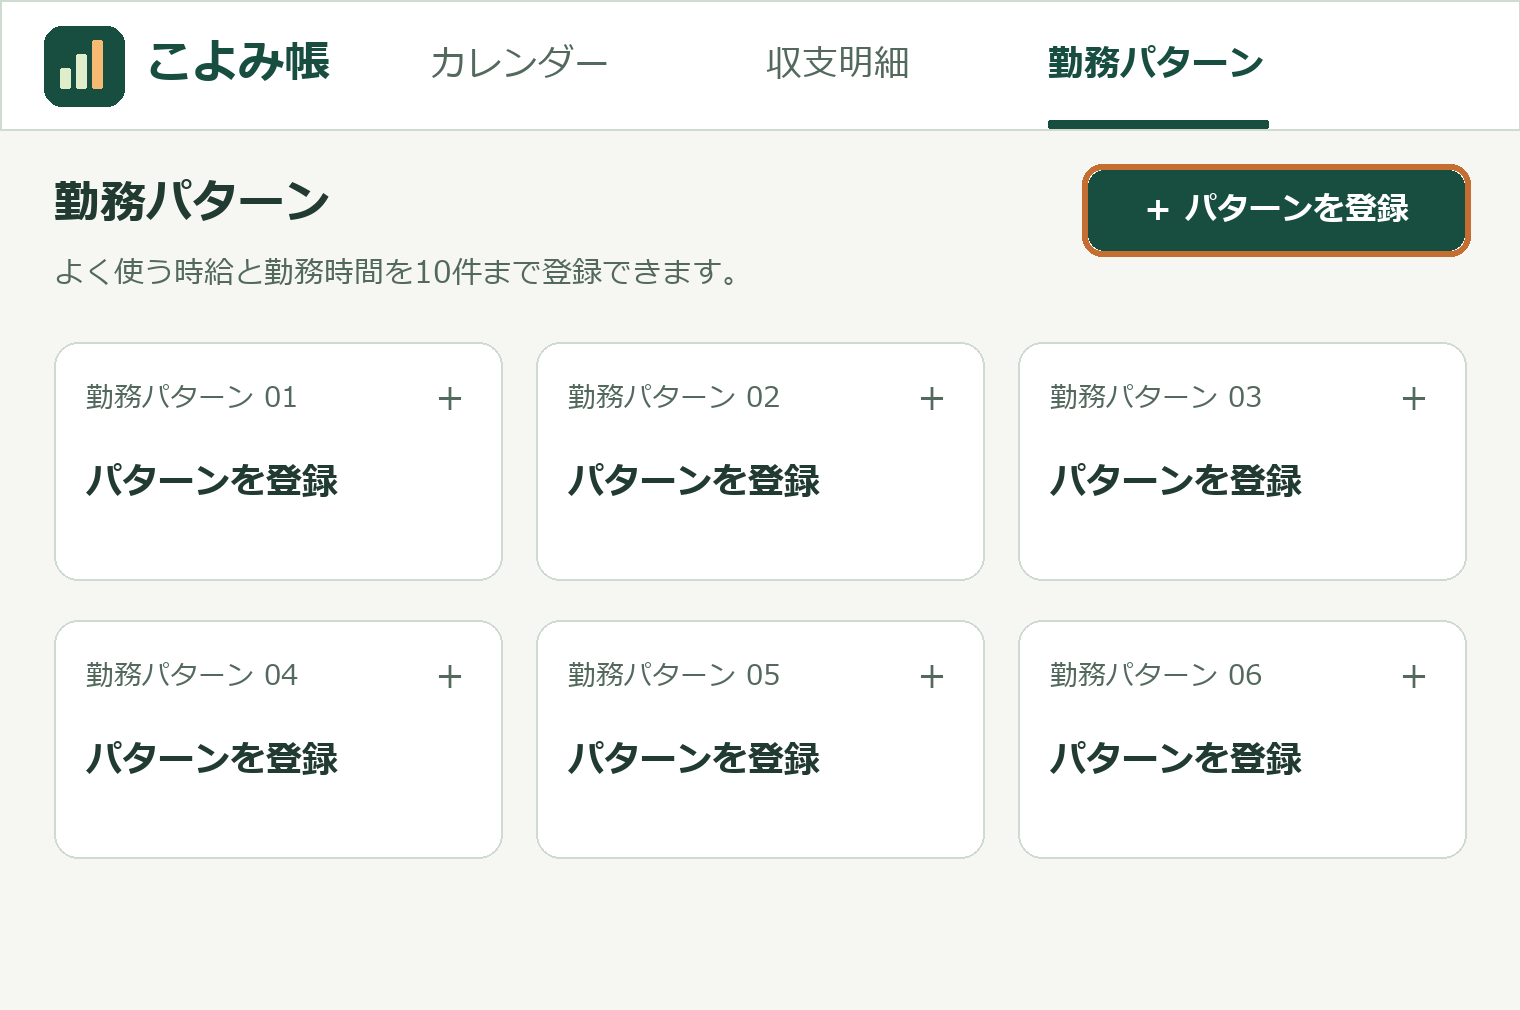 こよみ帳
カレンダー
収支明細
勤務パターン
勤務パターン
+ パターンを登録
よく使う時給と勤務時間を10件まで登録できます。
勤務パターン 01 +
パターンを登録
勤務パターン 02 +
パターンを登録
勤務パターン 03 +
パターンを登録
勤務パターン 04 +
パターンを登録
勤務パターン 05 +
パターンを登録
勤務パターン 06 +
パターンを登録